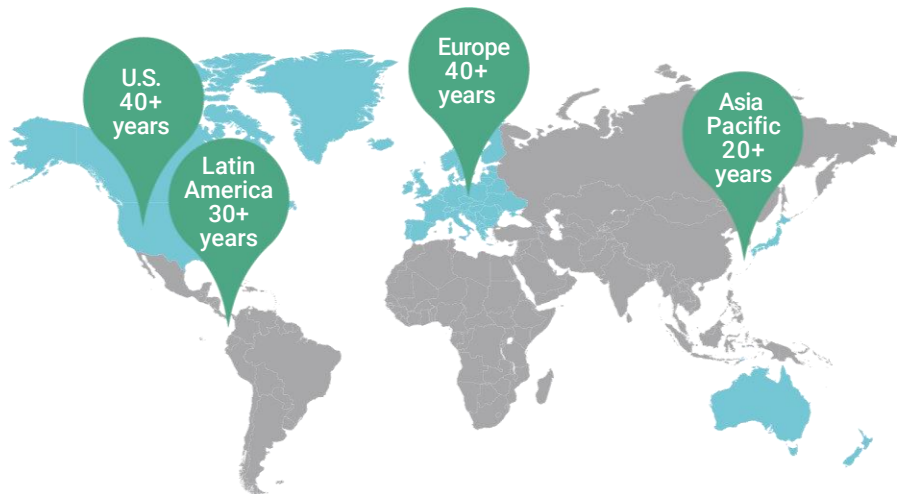 U.S.
40+
years
Latin
America
30+
years
Europe
40+
years
Asia
Pacific
20+
years